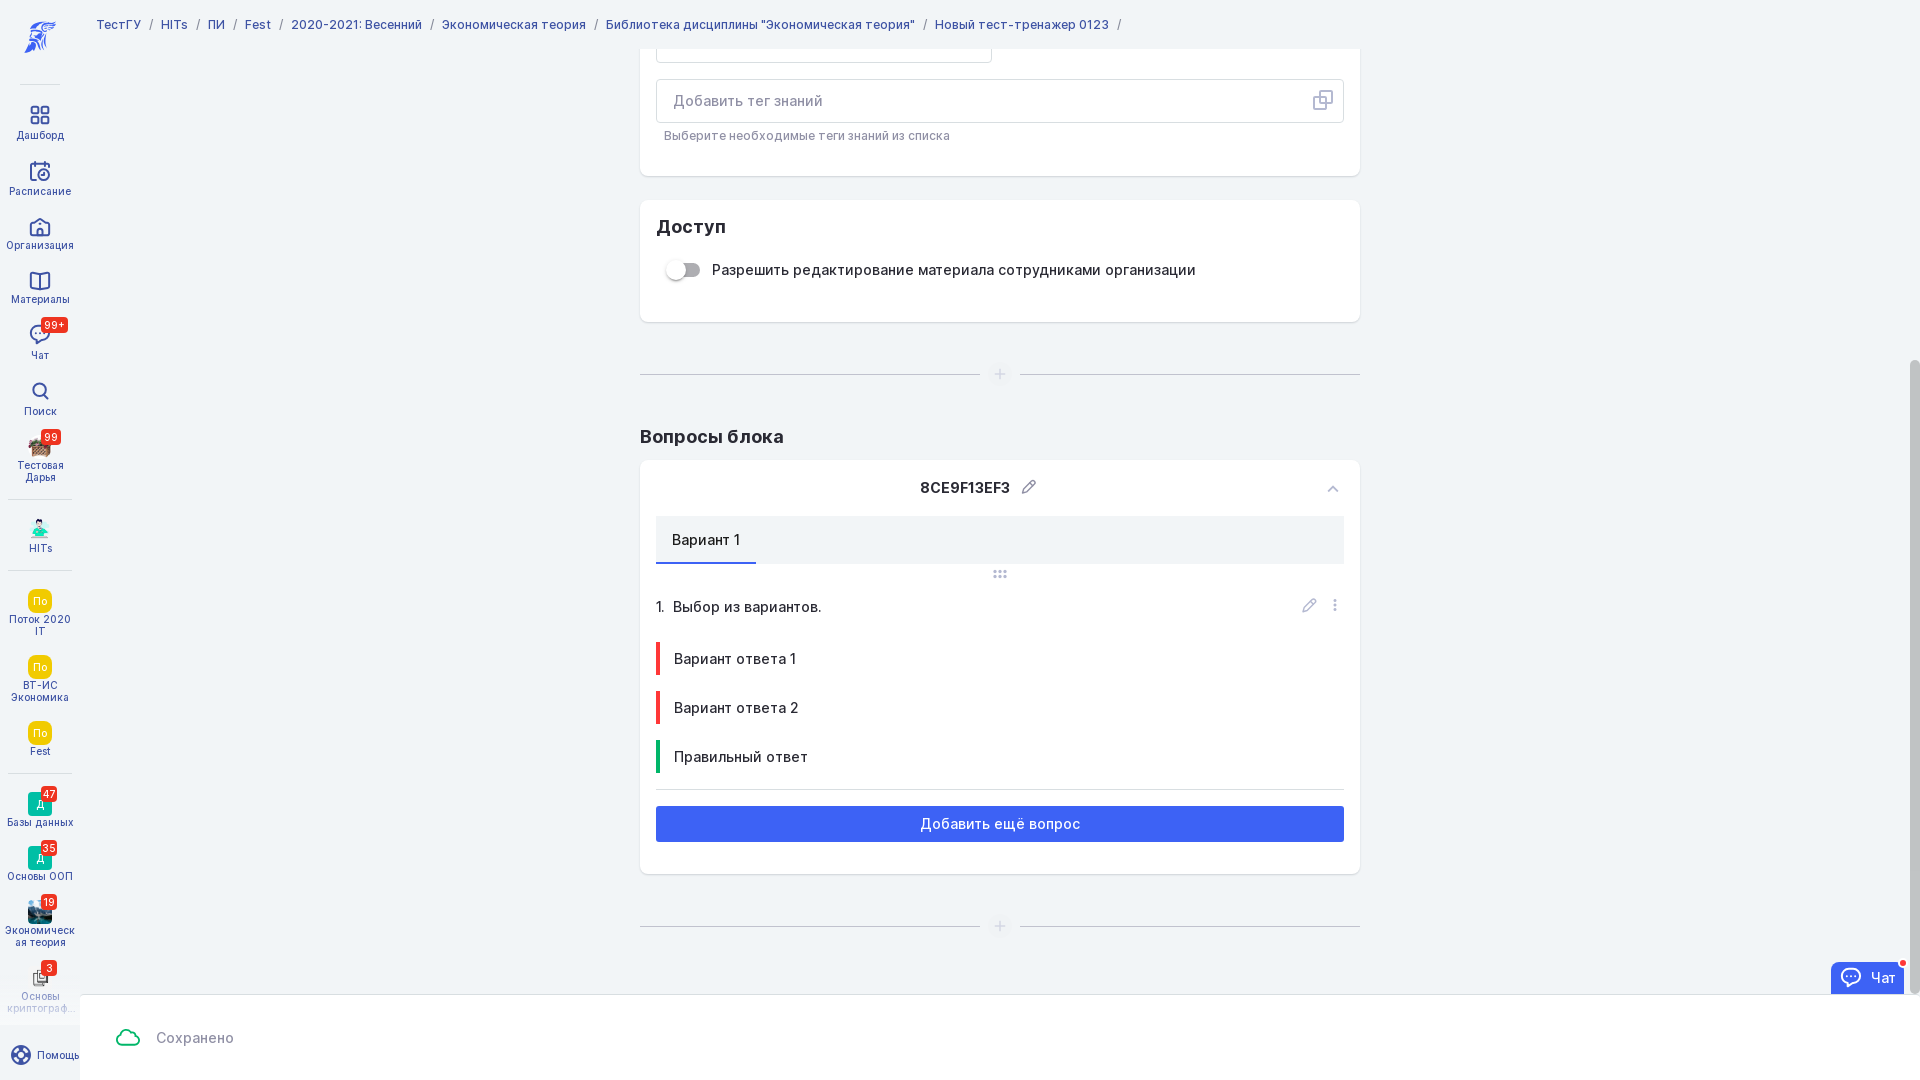 ТестГУ / HITs / ПИ / Fest / 2020-2021: Весенний / Экономическая теория / Библиотека дисциплины "Экономическая теория" / Новый тест-тренажер 0123 /
Дашборд
Расписание
Организация
Материалы
99+
Чат
Поиск
99
Тестовая
Дарья
HITs
По
Поток 2020
IT
По
ВТ-ИС
Экономика
По
Fest
47
Д
Базы данных
35
Д
Основы ООП
19
Экономическ
ая теория
3
Основы
криптограф...
Помощь
Добавить тег знаний
Выберите необходимые теги знаний из списка
Доступ
Разрешить редактирование материала сотрудниками организации
Вопросы блока
8CE9F13EF3
Вариант 1
1. Выбор из вариантов.
Вариант ответа 1
Вариант ответа 2
Правильный ответ
Добавить ещё вопрос
Чат
Сохранено